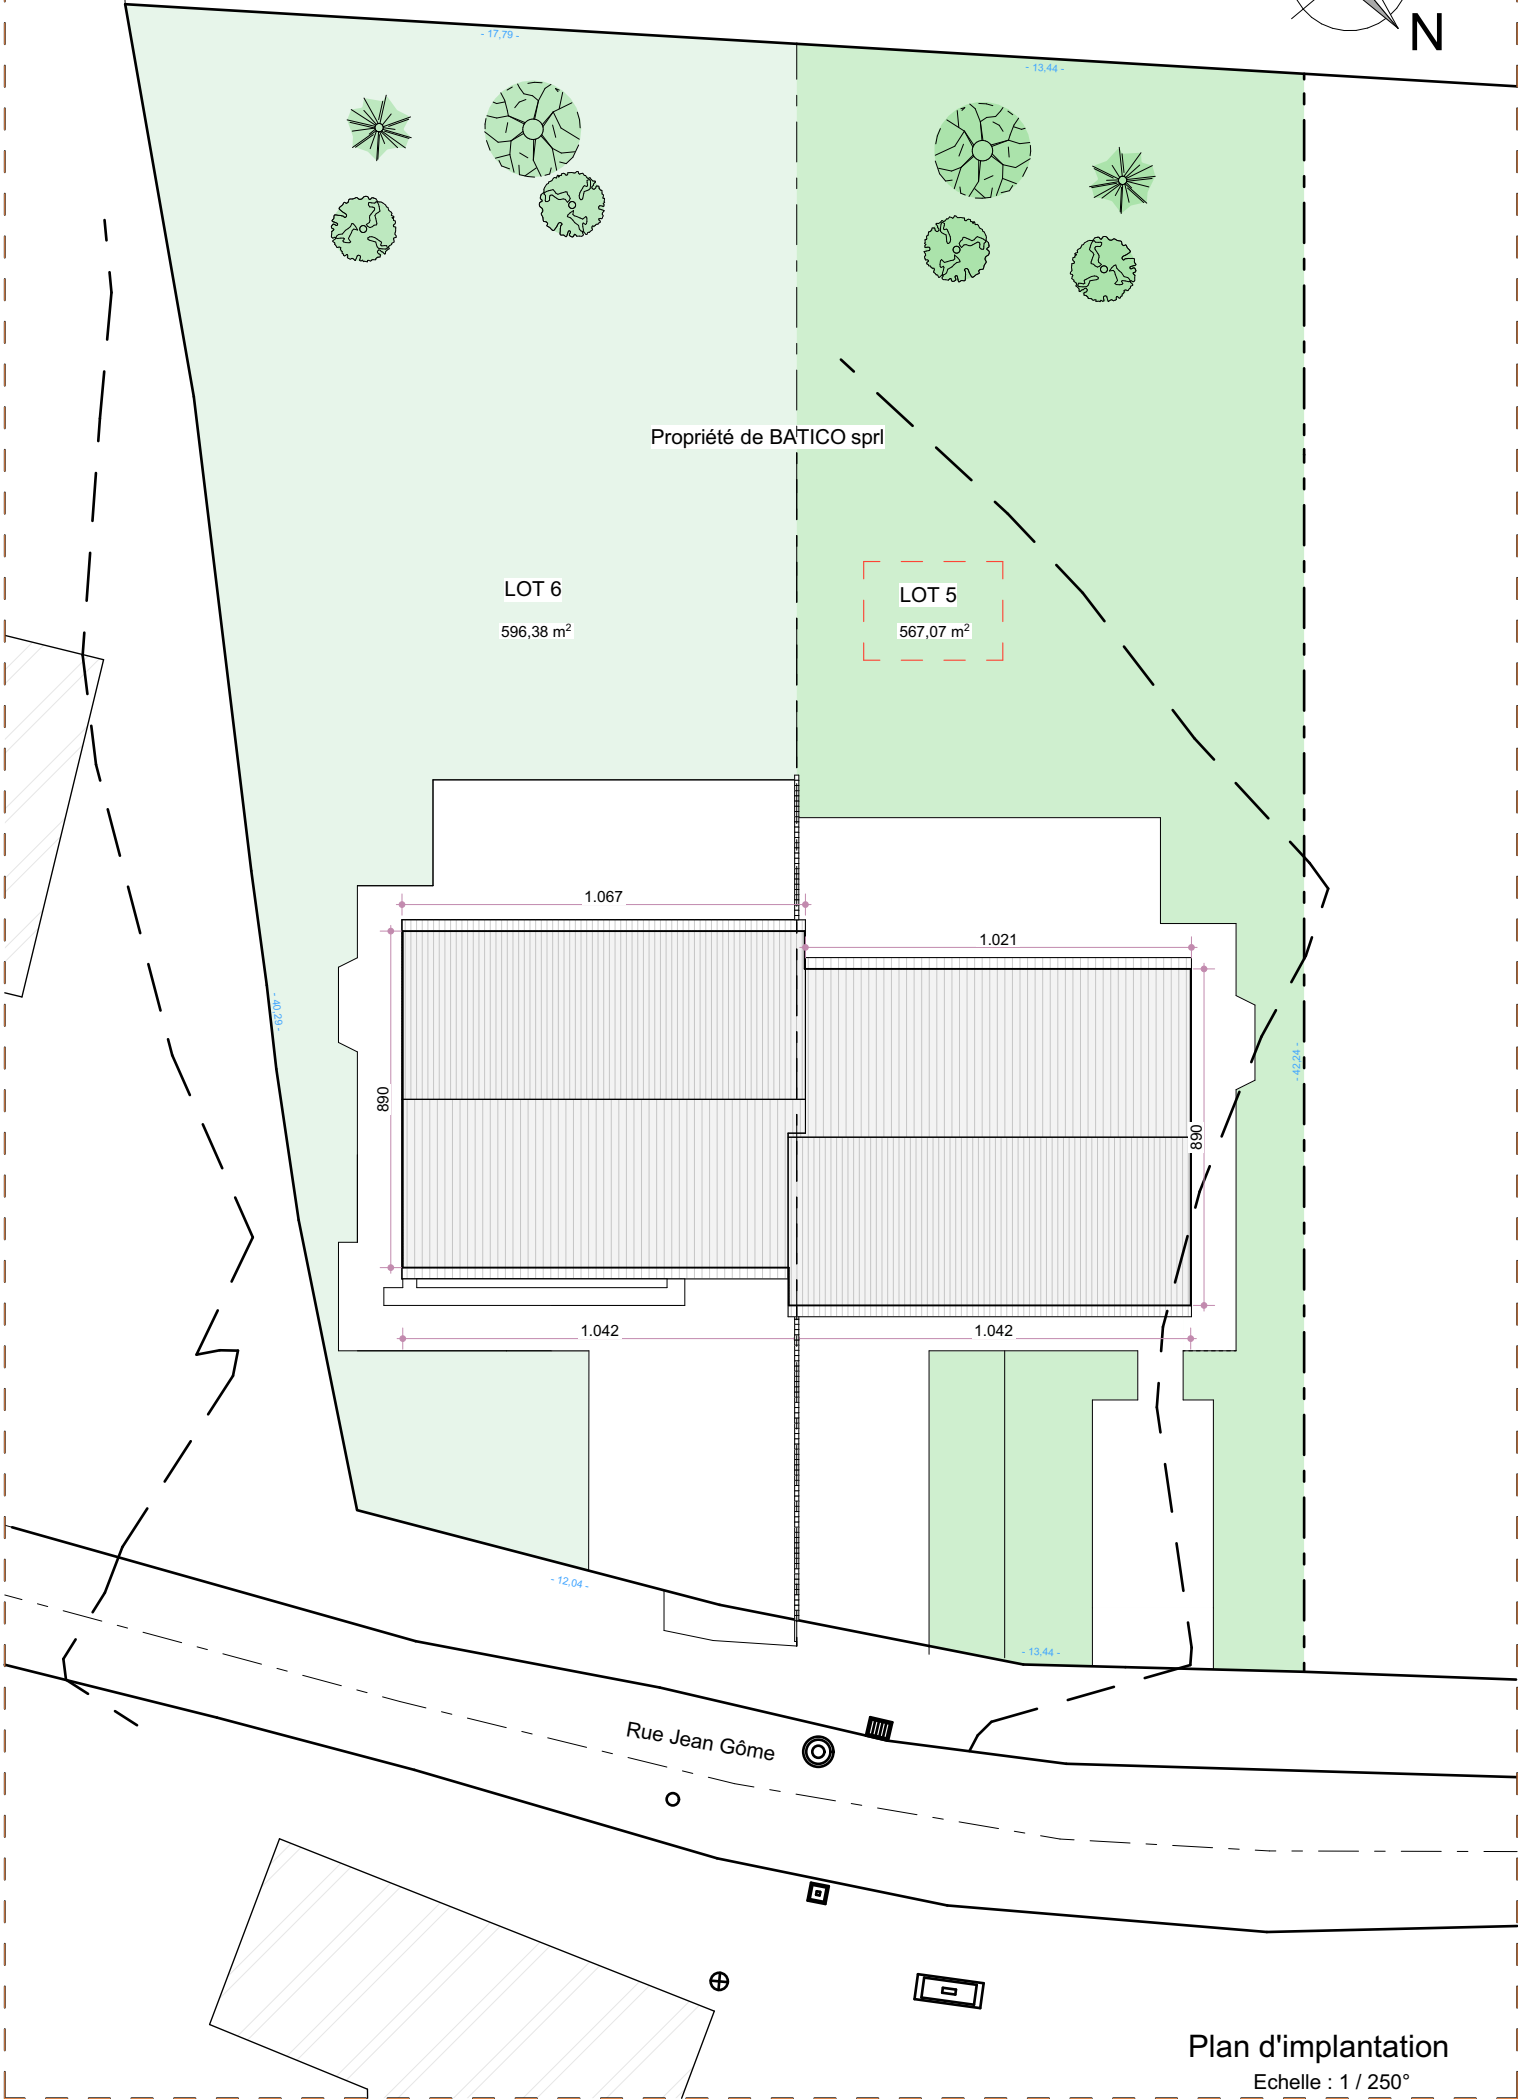 N
- 17,79 -
- 13,44 -
Propriété de BATICO sprl
LOT 6
596,38 m²
LOT 5
567,07 m²
1.067
1.021
- 40,29 -
- 42,24 -
890
890
1.042
1.042
- 12,04 -
- 13,44 -
Rue Jean Gôme
Plan d'implantation
Echelle : 1 / 250°